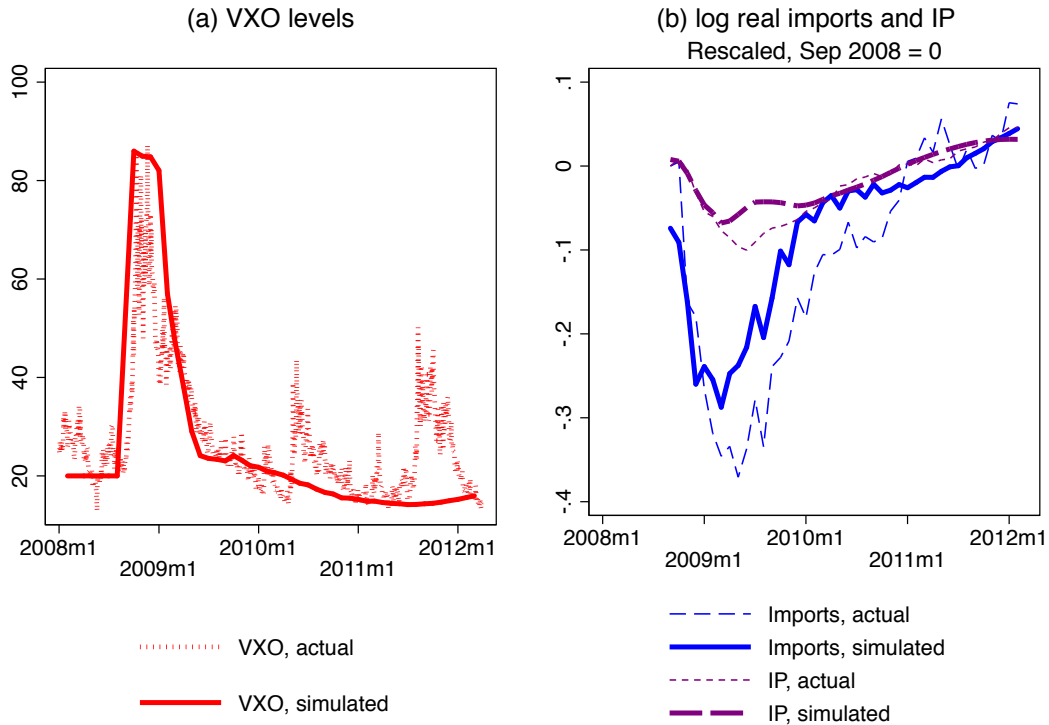 (a) VXO levels
100
80
60
40
20
2008m1
2009m1
2010m1
2011m1
2012m1
VXO, actual
VXO, simulated
(b) log real imports and IP
Rescaled, Sep 2008 = 0
.1
0
-.1
-.2
-.3
-.4
2008m1
2009m1
2010m1
2011m1
2012m1
Imports, actual
Imports, simulated
IP, actual
IP, simulated